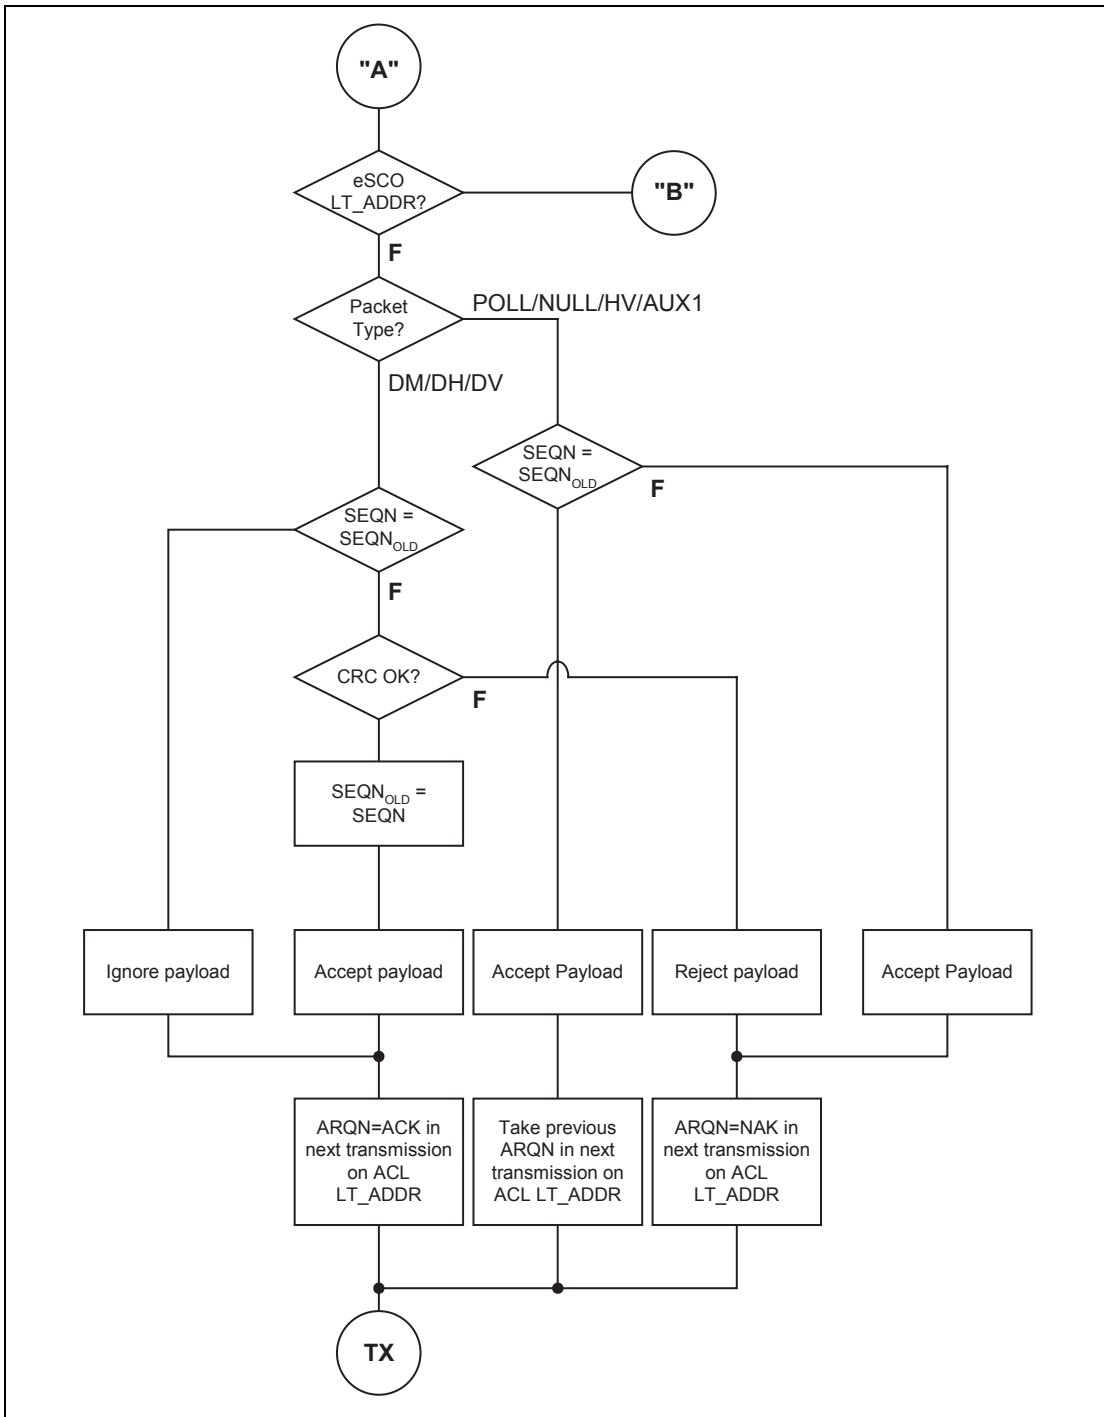 "A"
eSCO
LT_ADDR?
"B"
F
Packet
Type?
POLL/NULL/HV/AUX1
DM/DH/DV
SEQN =
SEQNOLD
F
SEQN =
SEQNOLD
F
CRC OK?
F
SEQNOLD =
SEQN
Ignore payload
Accept payload
Accept Payload
Reject payload
Accept Payload
ARQN=ACK in
next transmission
on ACL
LT_ADDR
Take previous
ARQN in next
transmission on
ACL LT_ADDR
ARQN=NAK in
next transmission
on ACL
LT_ADDR
TX